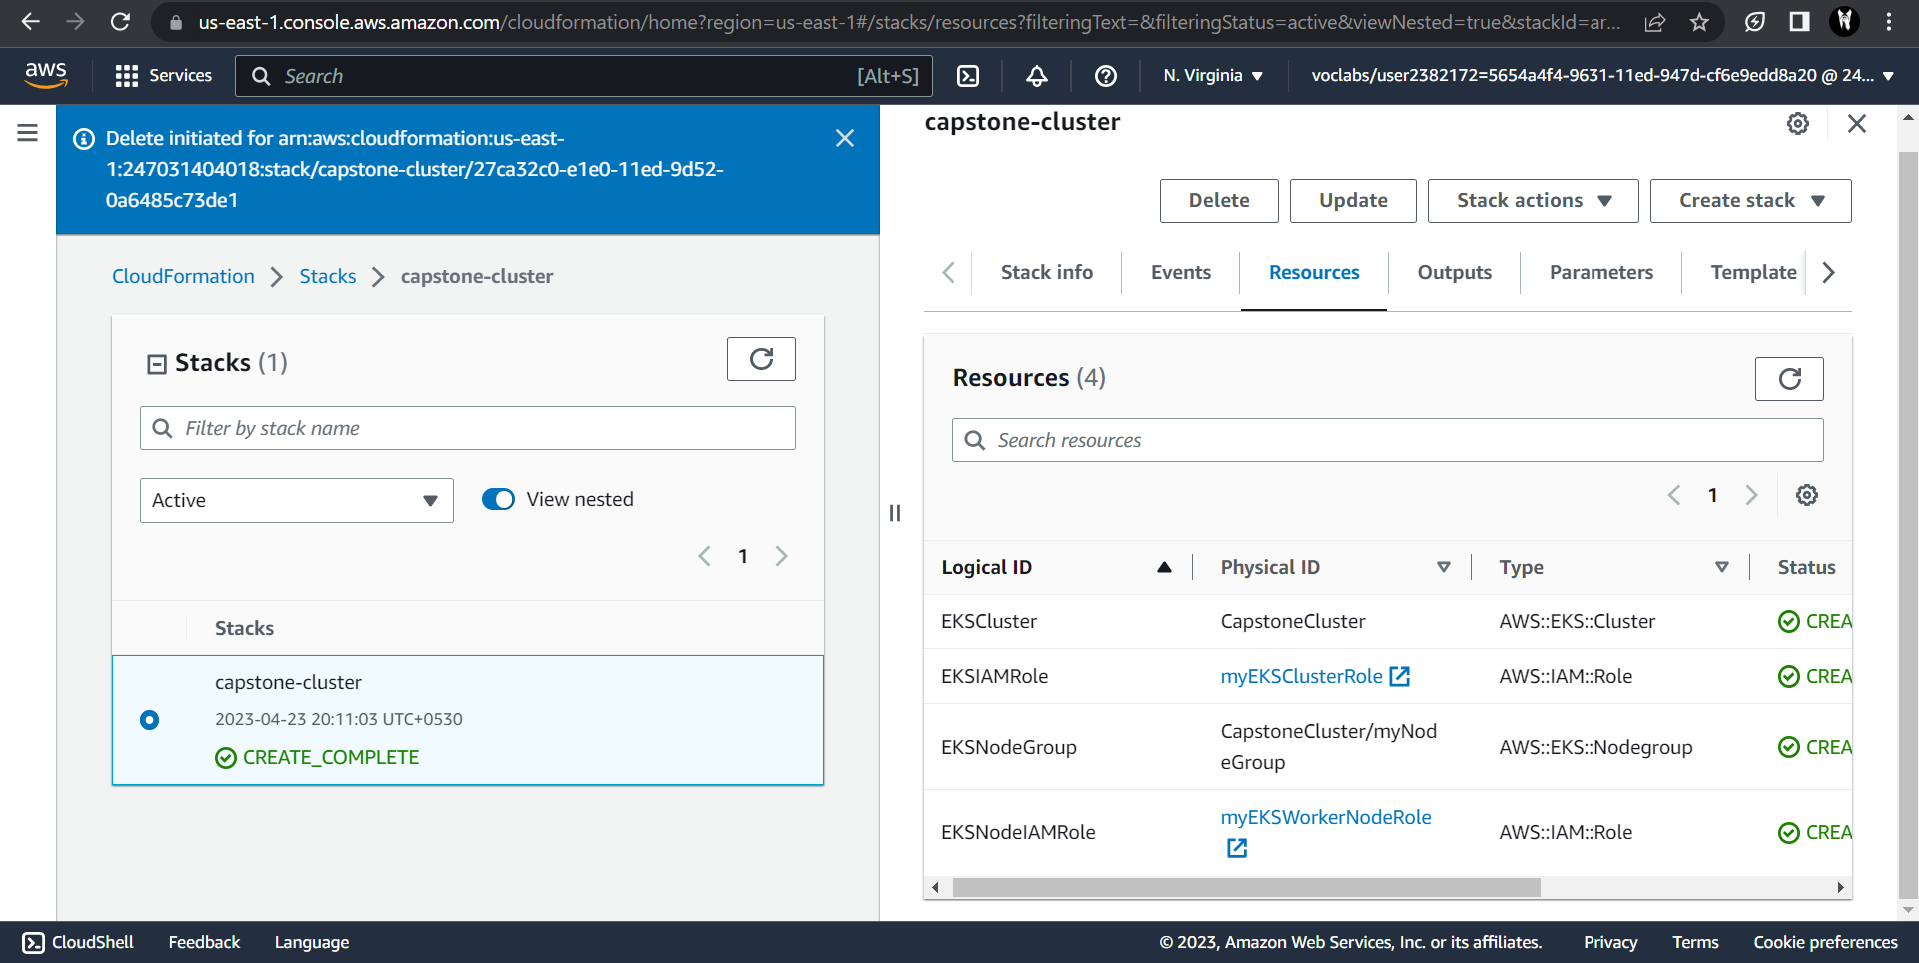 us-east-1.console.aws.amazon.com/cloudformation/home?region=us-east-1#/stacks/resources?filteringText=&filteringStatus=active&viewNested=true&stackId=ar...
aws
Services
Search
[Alt+S]
N. Virginia
voclabs/user2382172=5654a4f4-9631-11ed-947d-cf6e9edd8a20 @ 24...
Delete initiated for arn:aws:cloudformation:us-east-
1:247031404018:stack/capstone-cluster/27ca32c0-e1e0-11ed-9d52-
0a6485c73de1
CloudFormation
Stacks
capstone-cluster
Stacks (1)
Filter by stack name
Active
View nested
1
Stacks
capstone-cluster
2023-04-23 20:11:03 UTC+0530
CREATE_COMPLETE
capstone-cluster
Delete
Update
Stack actions
Create stack
Stack info
Events
Resources
Outputs
Parameters
Template
Resources (4)
Search resources
1
Logical ID
Physical ID
Type
Status
EKSCluster
CapstoneCluster
AWS::EKS::Cluster
CREA
EKSIAMRole
myEKSClusterRole
AWS::IAM::Role
CREA
EKSNodeGroup
CapstoneCluster/myNod
eGroup
AWS::EKS::Nodegroup
CREA
EKSNodeIAMRole
myEKSWorkerNodeRole
AWS::IAM::Role
CREA
CloudShell
Feedback
Language
© 2023, Amazon Web Services, Inc. or its affiliates.
Privacy
Terms
Cookie preferences